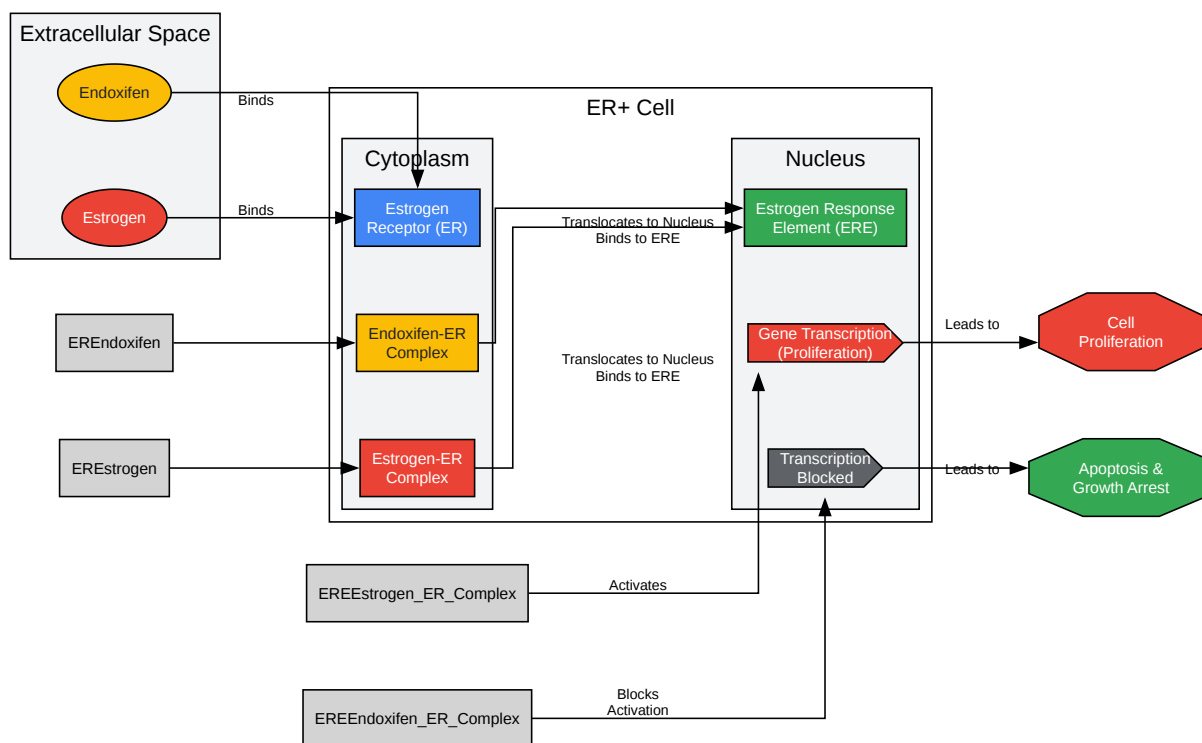 Extracellular Space
Endoxifen
Binds
ER+ Cell
Cytoplasm
Nucleus
Estrogen
Binds
Estrogen
Receptor (ER)
Translocates to Nucleus
Binds to ERE
Estrogen Response
Element (ERE)
EREndoxifen
Endoxifen-ER
Complex
Translocates to Nucleus
Binds to ERE
Gene Transcription
(Proliferation)
Leads to
Cell
Proliferation
EREstrogen
Estrogen-ER
Complex
Transcription
Blocked
Leads to
Apoptosis &
Growth Arrest
EREEstrogen_ER_Complex
Activates
EREEndoxifen_ER_Complex
Blocks
Activation